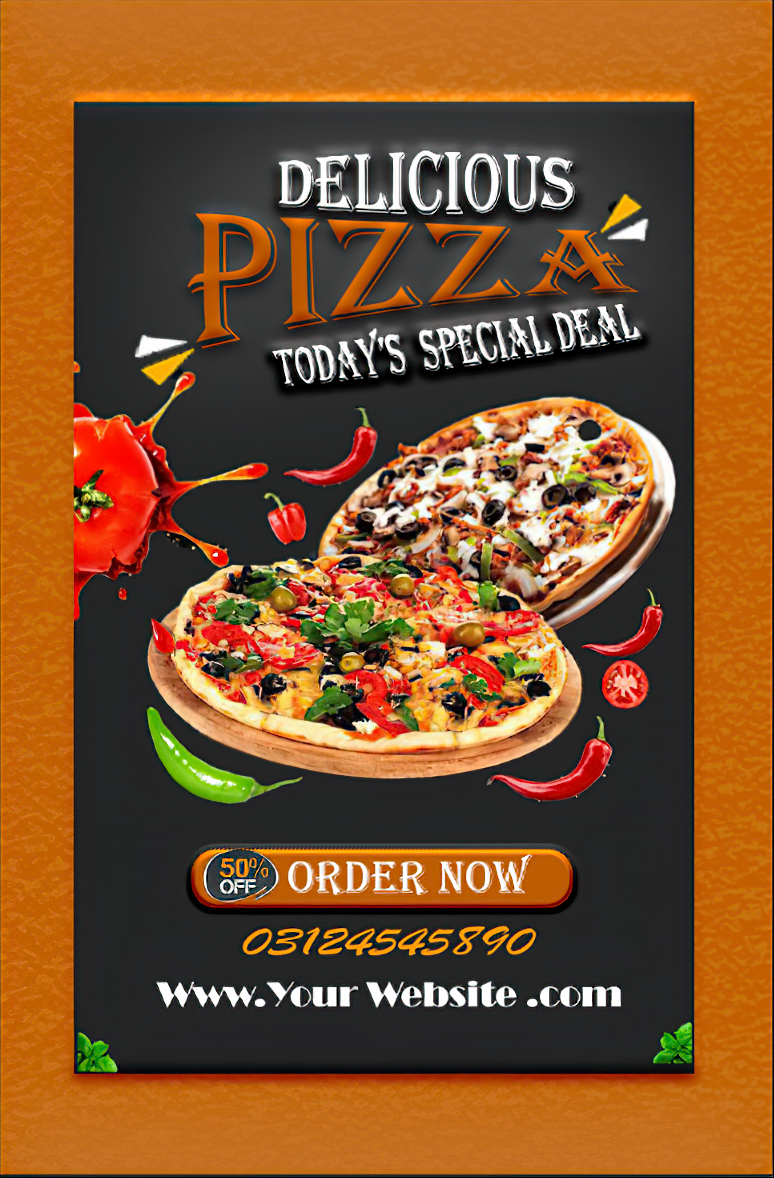 DELICIOUS
PIZZA
TODAY'S SPECIAL DEAL
50% OFF ORDER NOW
03124545890
Www.Your Website .com